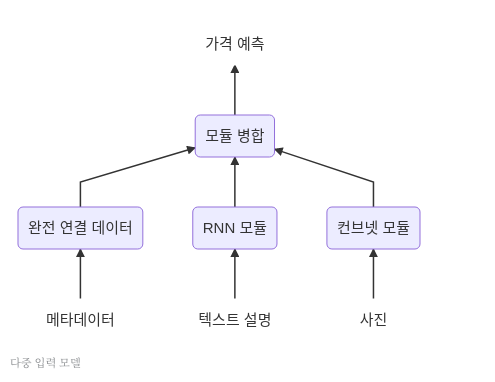 가격 예측
모듈 병합
완전 연결 데이터
RNN 모듈
컨브넷 모듈
메타데이터
텍스트 설명
사진
다중 입력 모델